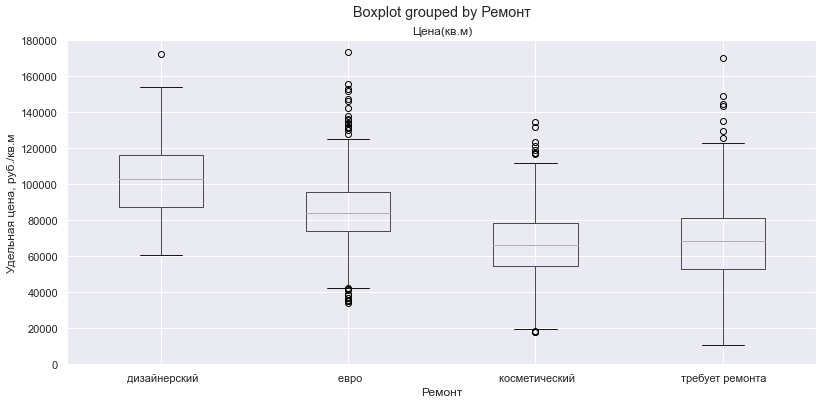 Boxplot grouped by Ремонт
Цена(кв.м)
Удельная цена, руб./кв.м
180000
160000
140000
120000
100000
80000
60000
40000
20000
0
дизайнерский
евро
косметический
требует ремонта
Ремонт